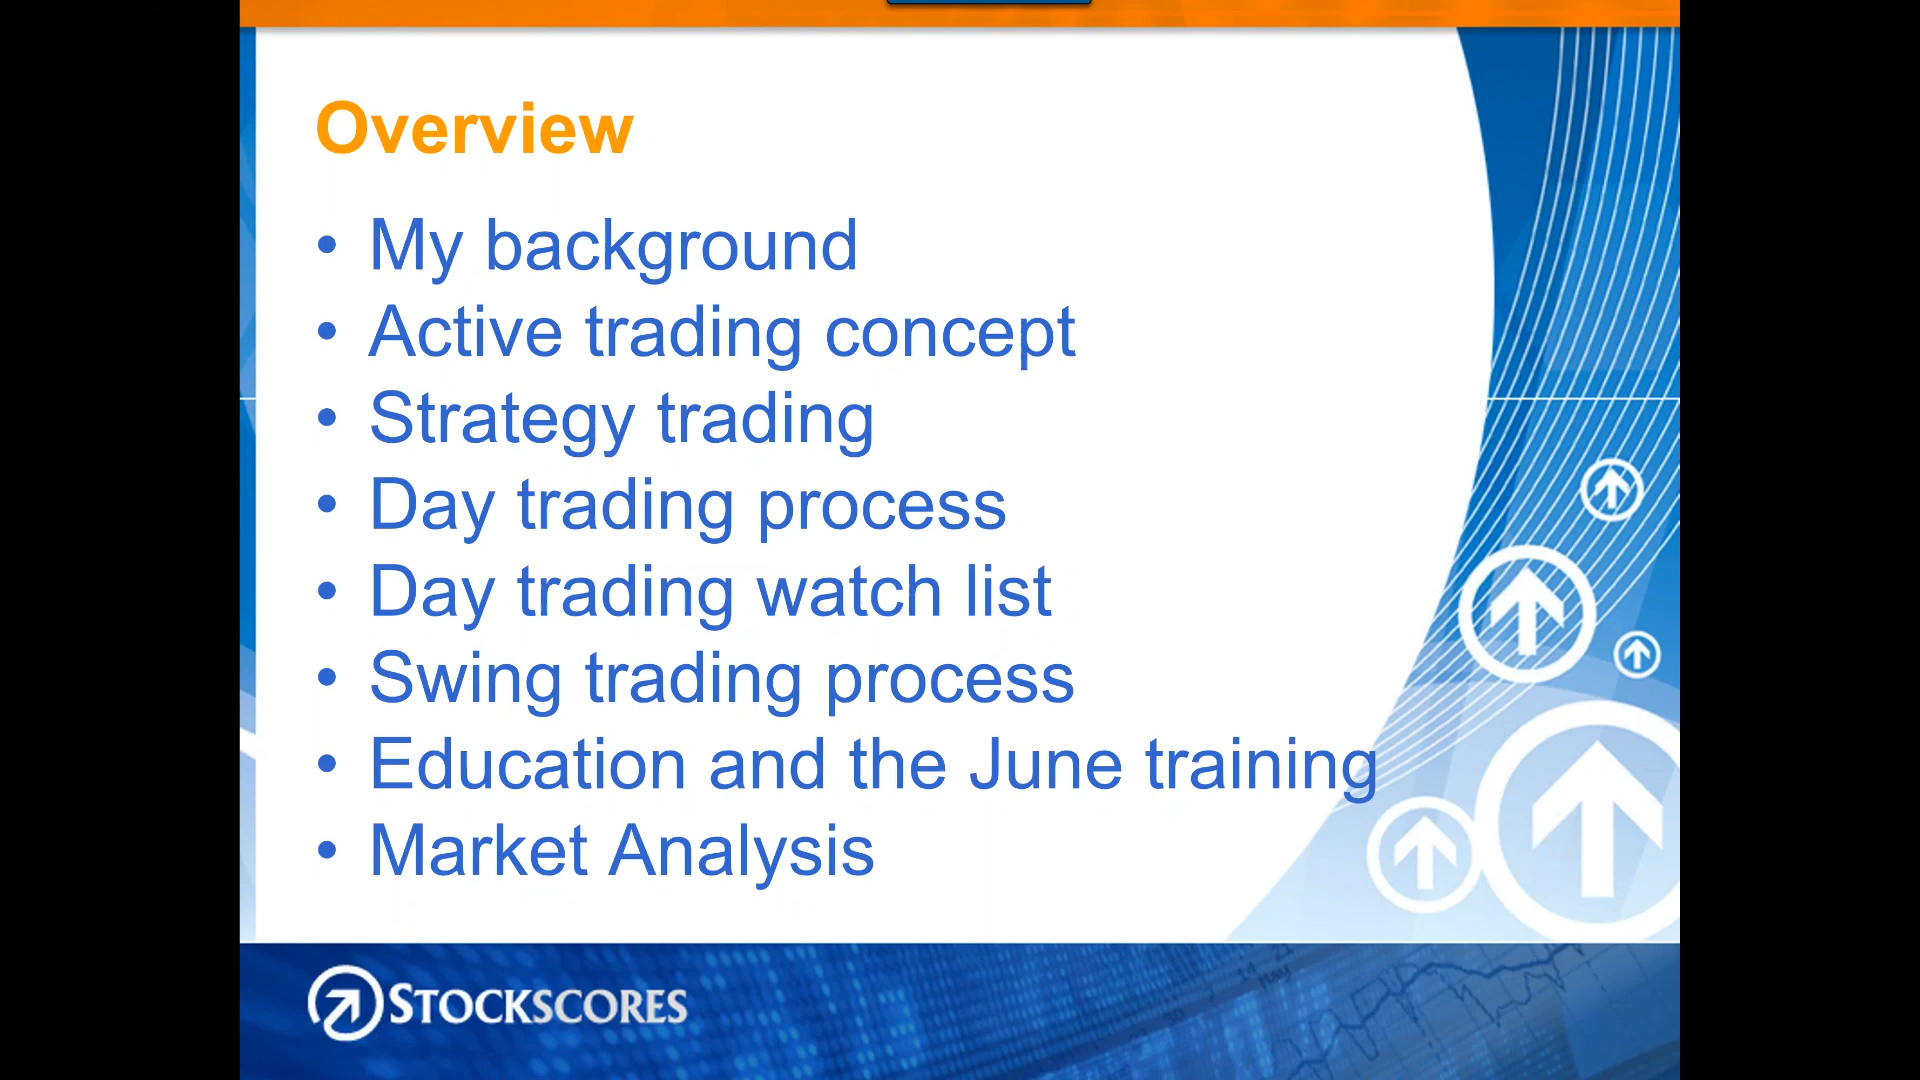 Overview
• My background
• Active trading concept
• Strategy trading
• Day trading process
• Day trading watch list
• Swing trading process
• Education and the June training
• Market Analysis
STOCKSCORES